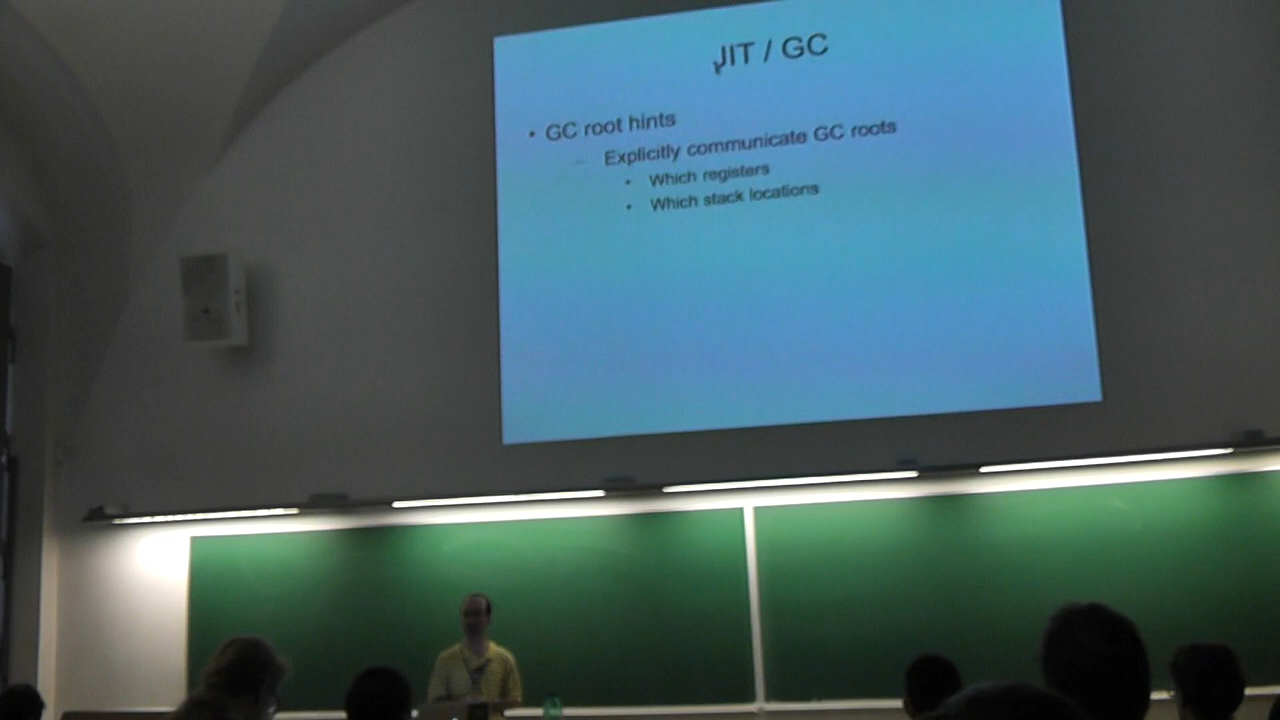 JIT / GC
• GC root hints
– Explicitly communicate GC roots
• Which registers
• Which stack locations